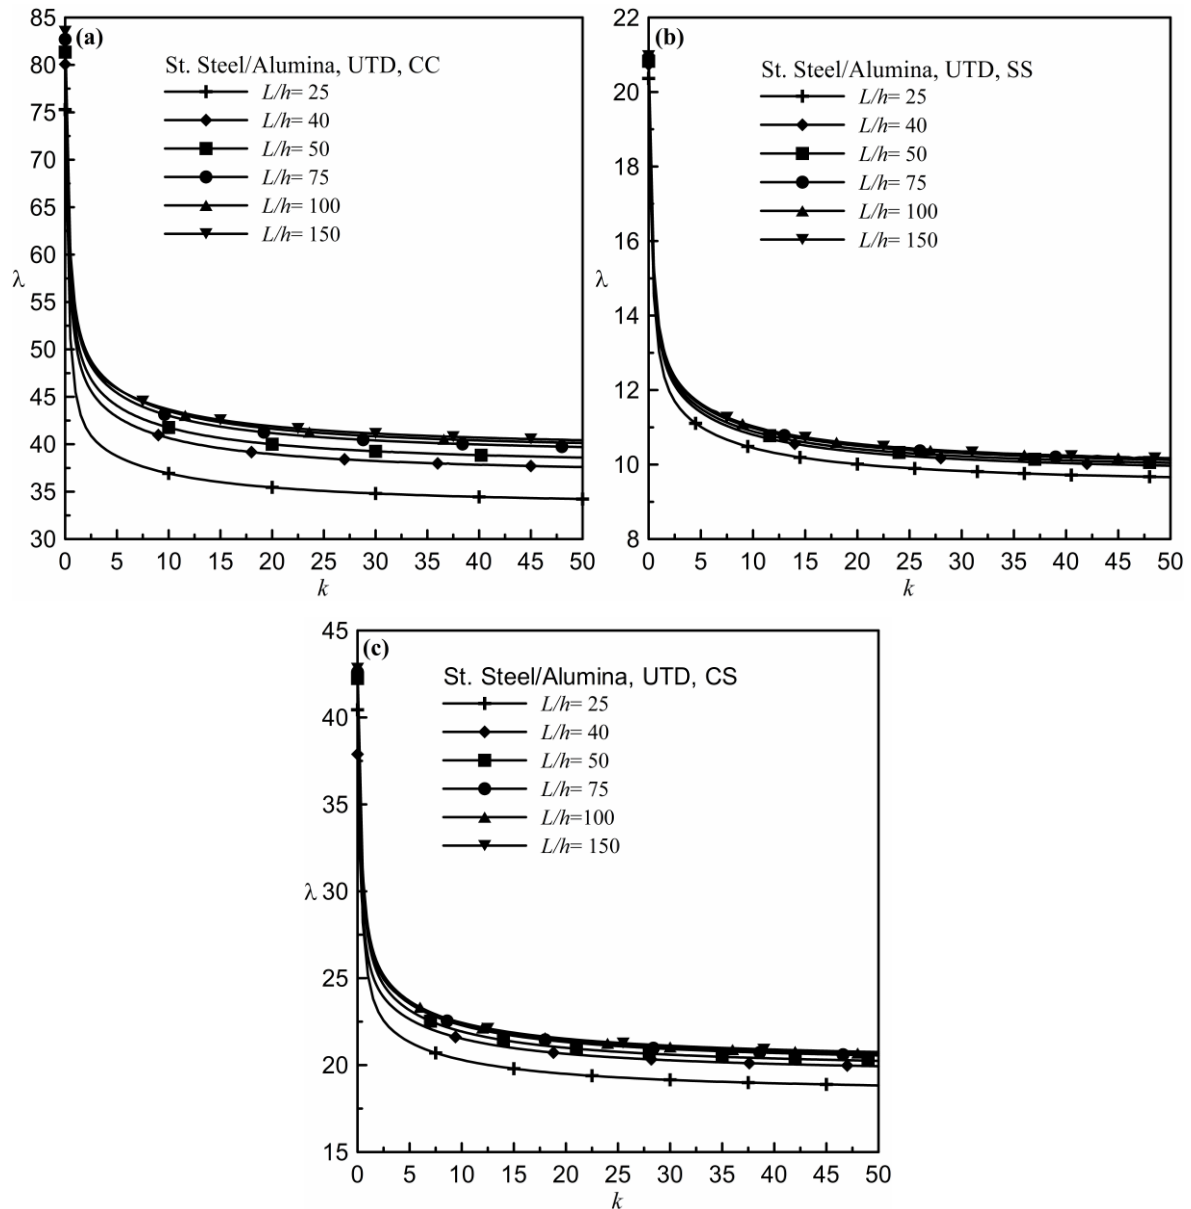 (a)
St. Steel/Alumina, UTD, CC
L/h= 25
L/h= 40
L/h= 50
L/h= 75
L/h= 100
L/h= 150
85
80
75
70
65
60
55
50
45
40
35
30
λ
0 5 10 15 20 25 30 35 40 45 50
k
(b)
St. Steel/Alumina, UTD, SS
L/h= 25
L/h= 40
L/h= 50
L/h= 75
L/h= 100
L/h= 150
22
20
18
16
14
12
10
8
λ
0 5 10 15 20 25 30 35 40 45 50
k
(c)
St. Steel/Alumina, UTD, CS
L/h= 25
L/h= 40
L/h= 50
L/h= 75
L/h=100
L/h= 150
45
40
35
30
25
20
15
λ
0 5 10 15 20 25 30 35 40 45 50
k